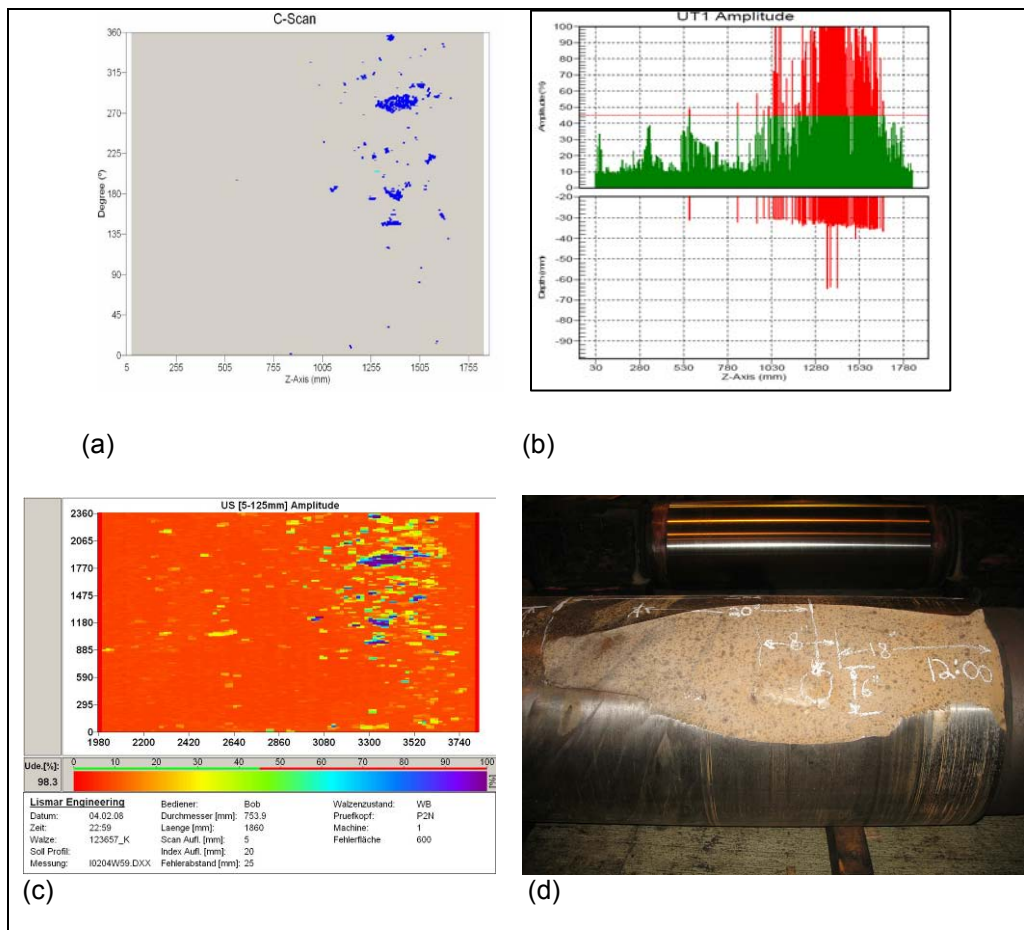 C-Scan
360
315
270
225
180
135
90
45
0
Degree (º)
5 255 505 755 1005 1255 1505 1755
Z-Axis (mm)
(a)
UT1 Amplitude
100
90
80
70
60
50
40
30
20
10
0
Amplitude(%)
-20
-30
-40
-50
-60
-70
-80
-90
Depth(mm)
30 280 530 780 1030 1280 1530 1780
Z-Axis (mm)
(b)
US [5-125mm] Amplitude
2360
2065
1770
1475
1180
885
590
295
0
1980 2200 2420 2640 2860 3080 3300 3520 3740
Ude.[%]: 0 10 20 30 40 50 60 70 80 90 100
98.3 [%]
Lismar Engineering Bediener: Bob Walzenzustand: WB
Datum: 04.02.08 Durchmesser [mm]: 753.9 Pruefkopf: P2N
Zeit: 22:59 Laenge [mm]: 1860 Machine: 1
Walze: 123657_K Scan Aufl. [mm]: 5 Fehlerfläche 600
Soll Profil: Index Aufl. [mm]: 20
Messung: I0204W59.DXX Fehlerabstand [mm]: 25
(c)
20"
8"
18"
6"
12:00
(d)